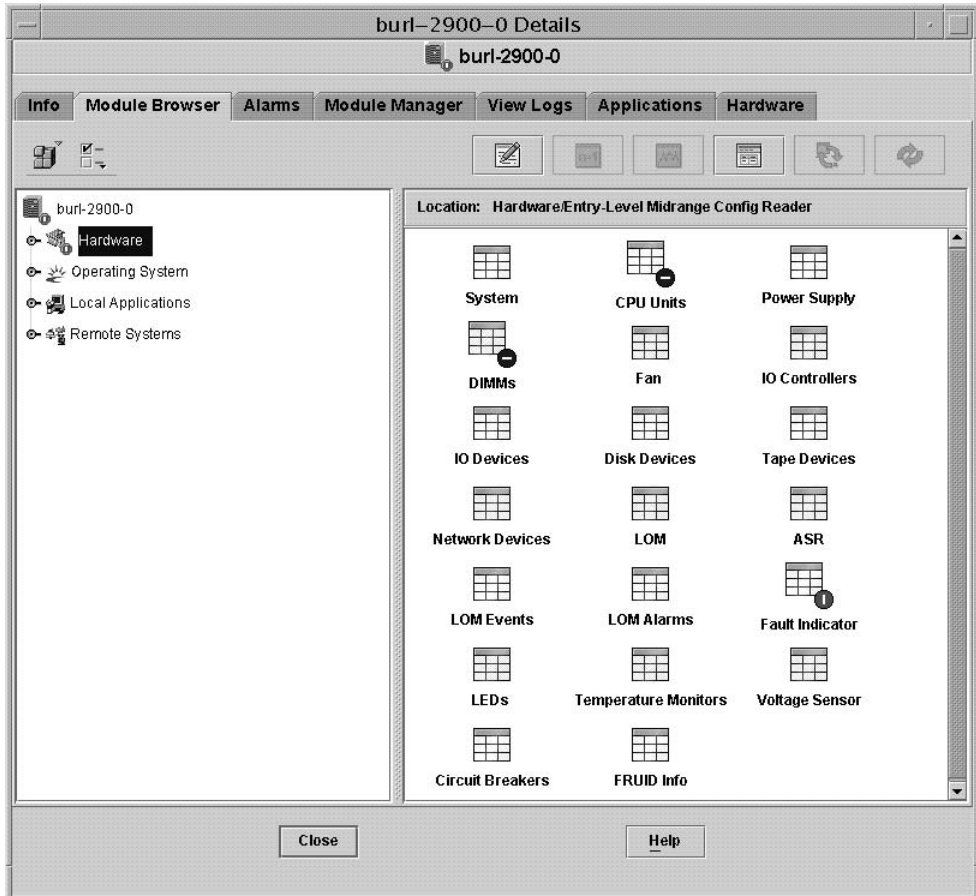 burl-2900-0 Details
burl-2900-0
Info Module Browser Alarms Module Manager View Logs Applications Hardware
burl-2900-0
Hardware
Operating System
Local Applications
Remote Systems
Location: Hardware/Entry-Level Midrange Config Reader
System CPU Units Power Supply
DIMMs Fan IO Controllers
IO Devices Disk Devices Tape Devices
Network Devices LOM ASR
LOM Events LOM Alarms Fault Indicator
LEDs Temperature Monitors Voltage Sensor
Circuit Breakers FRUID Info
Close Help